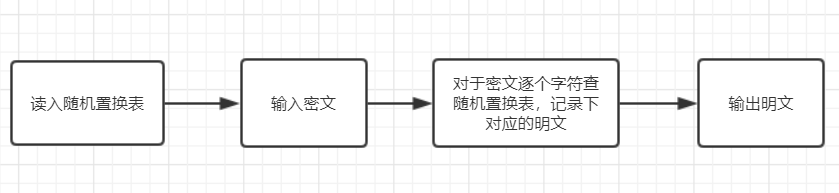 读入随机置换表
输入密文
对于密文逐个字符查
随机置换表，记录下
对应的明文
输出明文